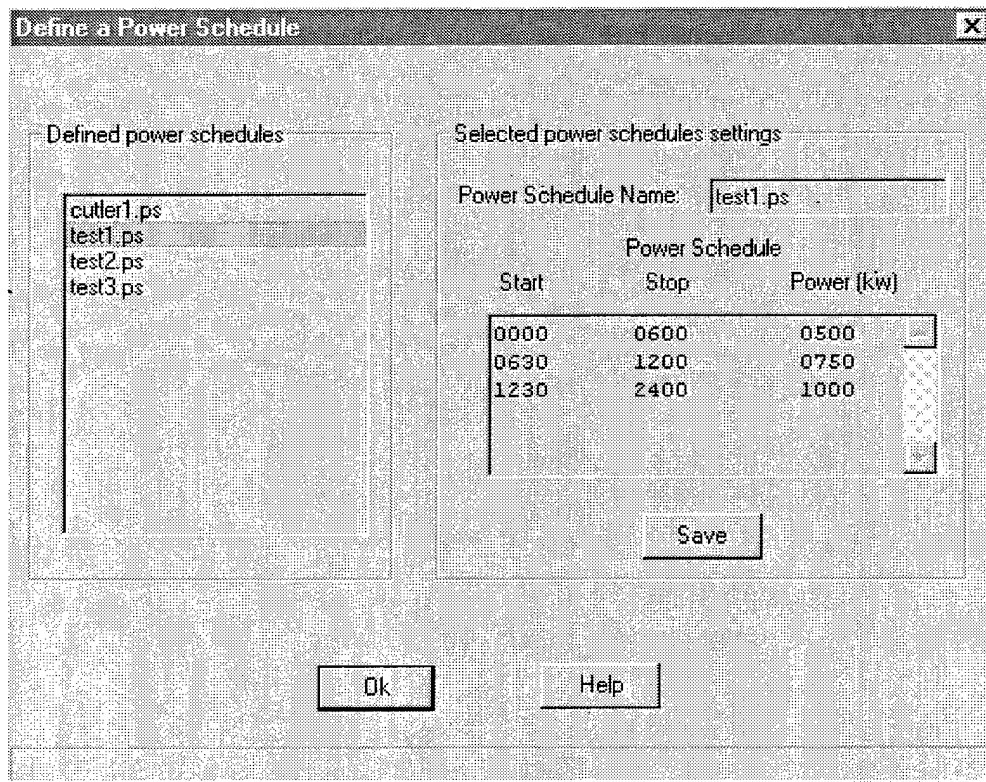 Define a Power Schedule
Defined power schedules
cutler1.ps
test1.ps
test2.ps
test3.ps
Selected power schedules settings
Power Schedule Name: test1.ps
Power Schedule
Start Stop Power (kw)
0000 0600 0500
0630 1200 0750
1230 2400 1000
Save
Ok Help